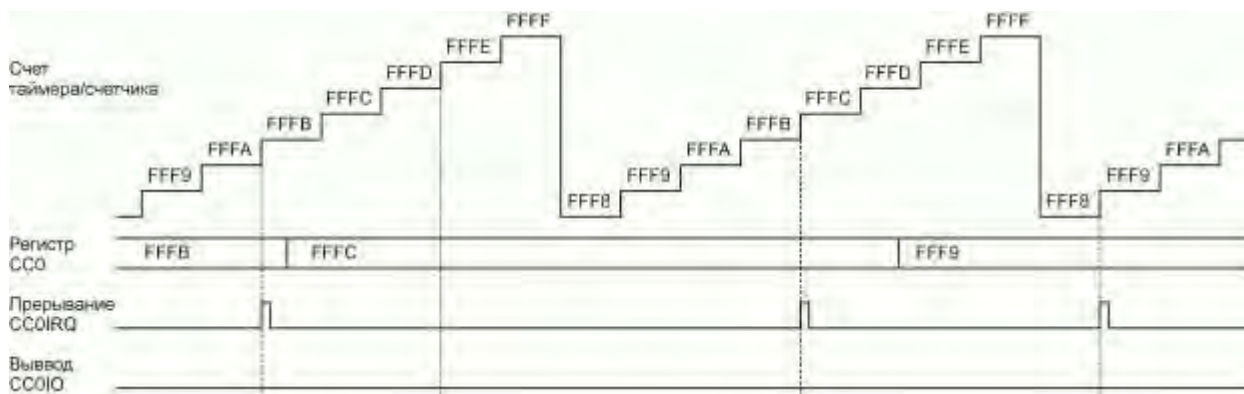 FFFF FFFF
FFFE FFFE
Счет
таймера/счетчика
FFFD FFFD
FFFC FFFC
FFFB FFFB
FFFA FFFA FFFA
FFF9 FFF9 FFF9
FFF8 FFF8
Регистр
CC0
FFFB FFFC FFF9
Прерывание
CC0IRQ
Выввод
CC0IO